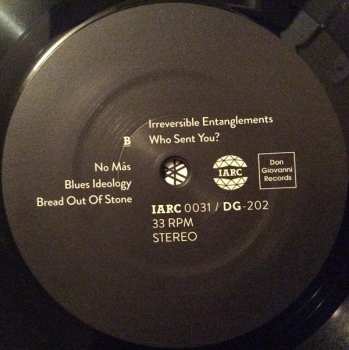 Irreversible Entanglements
Who Sent You?
B
No Más
Blues Ideology
Bread Out Of Stone
IARC
Don
Giovanni
Records
IARC 0031 / DG-202
33 RPM
STEREO